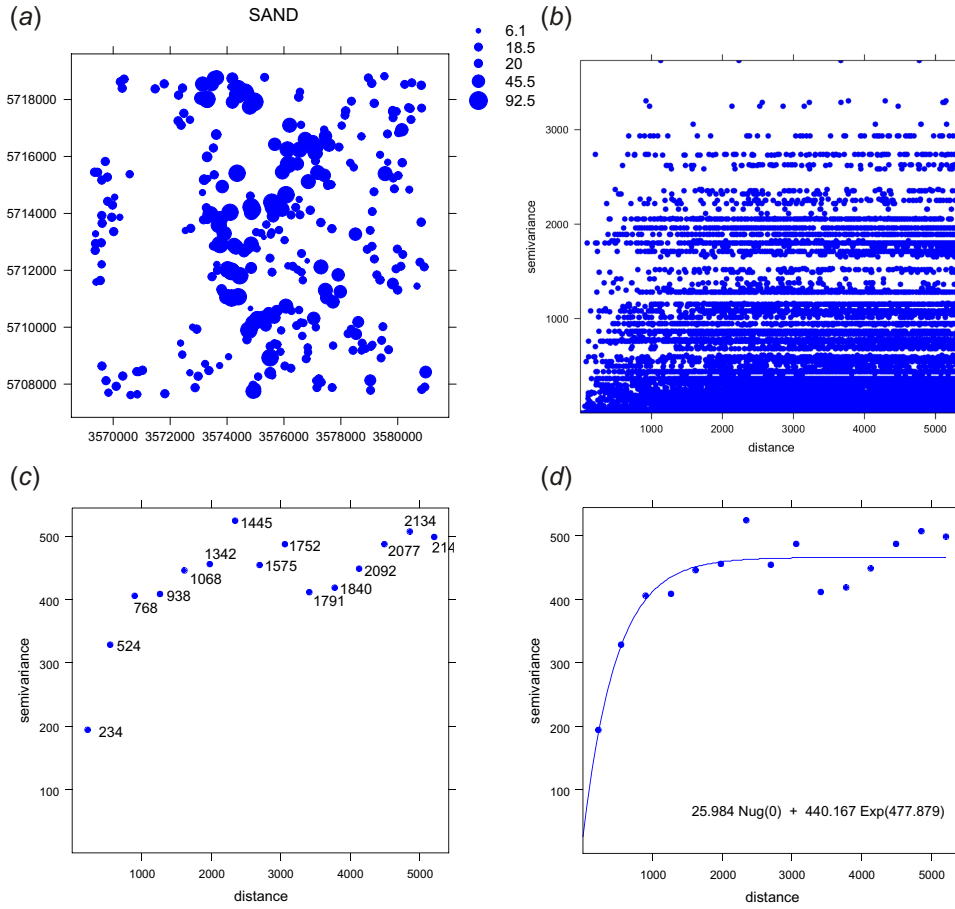 (a)
SAND
6.1
18.5
20
45.5
92.5
5718000
5716000
5714000
5712000
5710000
5708000
3570000 3572000 3574000 3576000 3578000 3580000
(b)
semivariance
3000
2000
1000
1000 2000 3000 4000 5000
distance
(c)
semivariance
500
400
300
200
100
234
524
768
938
1068
1342
1445
1575
1752
1791
1840
2092
2077
2134
214
1000 2000 3000 4000 5000
distance
(d)
semivariance
500
400
300
200
100
25.984 Nug(0) + 440.167 Exp(477.879)
1000 2000 3000 4000 5000
distance